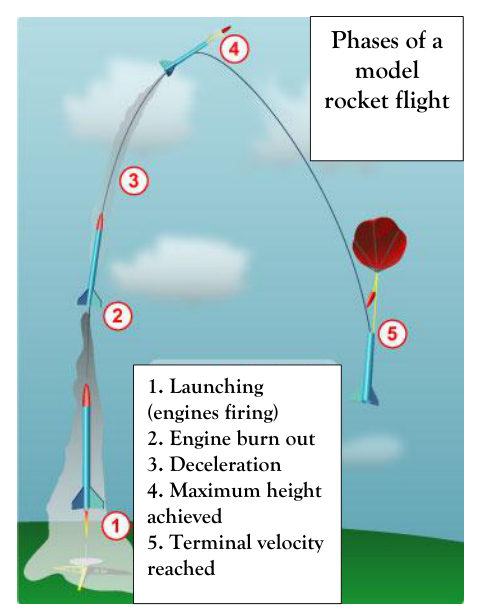 Phases of a
model
rocket flight
4
3
2
5
1
1. Launching
(engines firing)
2. Engine burn out
3. Deceleration
4. Maximum height
achieved
5. Terminal velocity
reached